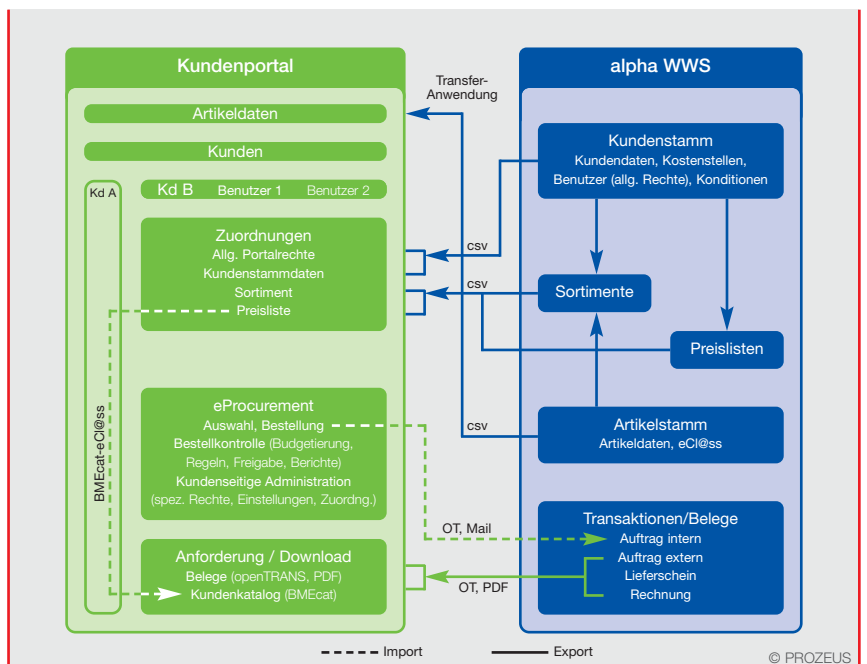 Kundenportal
Artikeldaten
Kunden
Kd A
Kd B Benutzer 1 Benutzer 2
Zuordnungen
Allg. Portalrechte
Kundenstammdaten
Sortiment
Preisliste
BMEcat-eCl@ss
eProcurement
Auswahl, Bestellung
Bestellkontrolle (Budgetierung,
Regeln, Freigabe, Berichte)
Kundenseitige Administration
(spez. Rechte, Einstellungen, Zuordng.)
Anforderung / Download
Belege (openTRANS, PDF)
Kundenkatalog (BMEcat)
Transfer-
Anwendung
csv
csv
csv
OT, Mail
OT, PDF
alpha WWS
Kundenstamm
Kundendaten, Kostenstellen,
Benutzer (allg. Rechte), Konditionen
Sortimente
Preislisten
Artikelstamm
Artikeldaten, eCl@ss
Transaktionen/Belege
Auftrag intern
Auftrag extern
Lieferschein
Rechnung
Import
Export
© PROZEUS